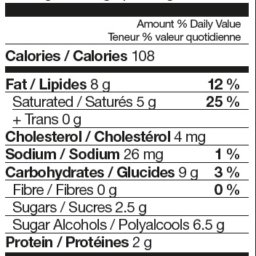 Amount % Daily Value
Teneur % valeur quotidienne
Calories / Calories 108
Fat / Lipides 8 g 12 %
Saturated / Saturés 5 g 25 %
+ Trans 0 g
Cholesterol / Cholestérol 4 mg
Sodium / Sodium 26 mg 1 %
Carbohydrates / Glucides 9 g 3 %
Fibre / Fibres 0 g 0 %
Sugars / Sucres 2.5 g
Sugar Alcohols / Polyalcools 6.5 g
Protein / Protéines 2 g